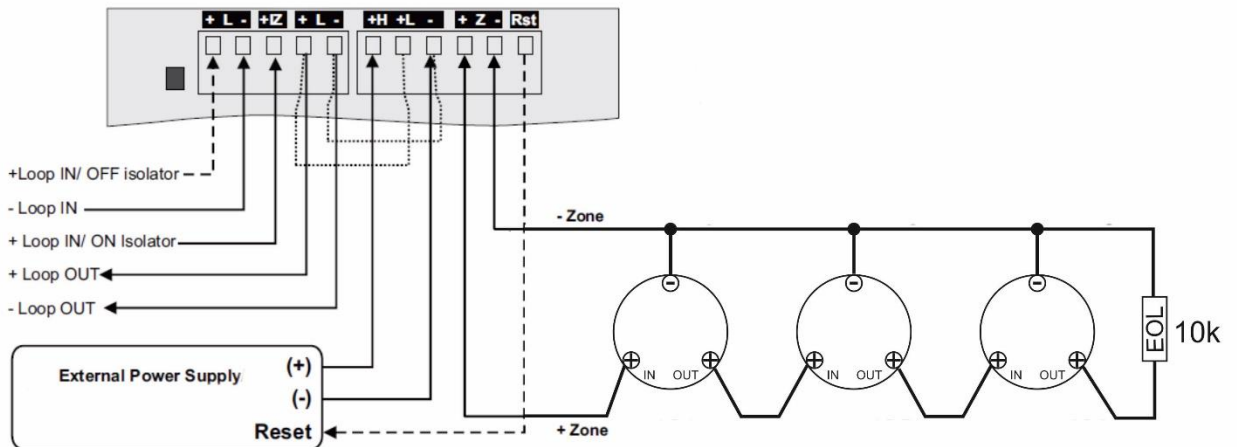 + L - +IZ + L - +H +L - + Z - Rst
+Loop IN/ OFF isolator
- Loop IN
+ Loop IN/ ON Isolator
+ Loop OUT
- Loop OUT
- Zone
External Power Supply
(+)
(-)
Reset
+ Zone
- - -
+ IN OUT + + IN OUT + + IN OUT +
EOL
10k